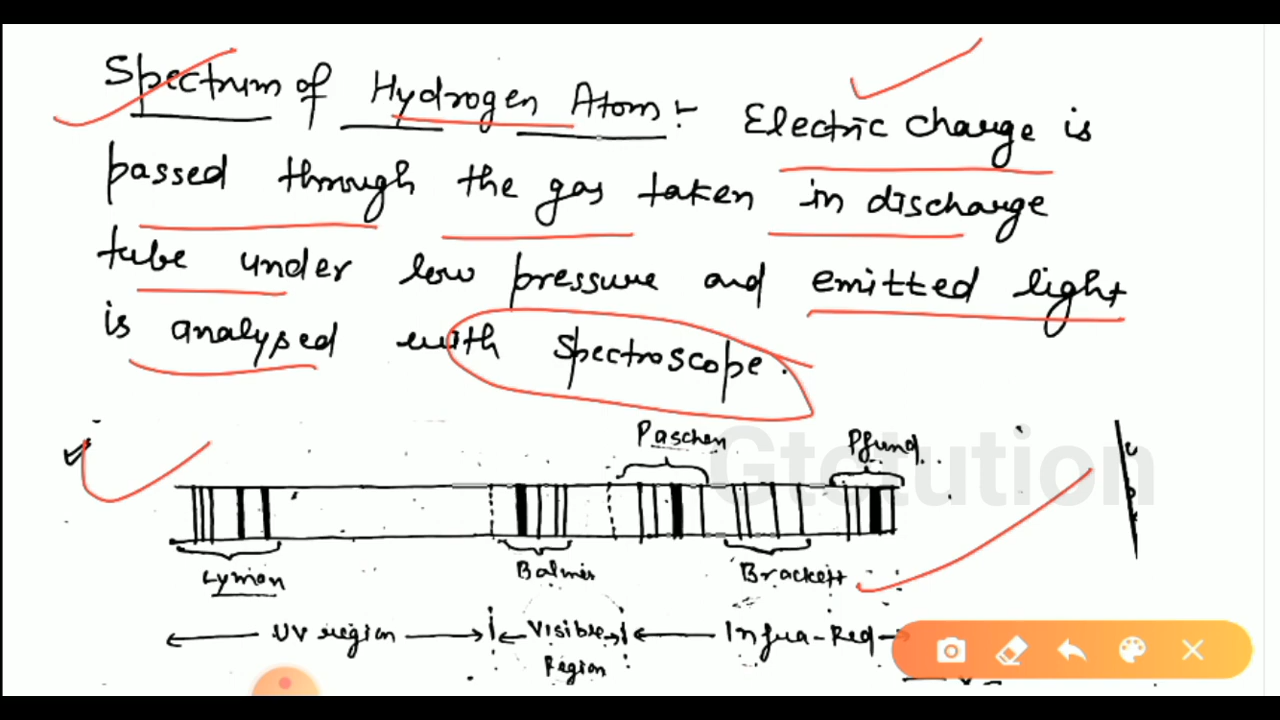 Spectrum of Hydrogen Atom :- Electric charge is
passed through the gas taken in discharge
tube under low pressure and emitted light
is analysed with spectroscope.
Paschen
Pfund
Gtotution
Lyman
Balmer
Brackett
UV region
Visible Region
Infra-Red